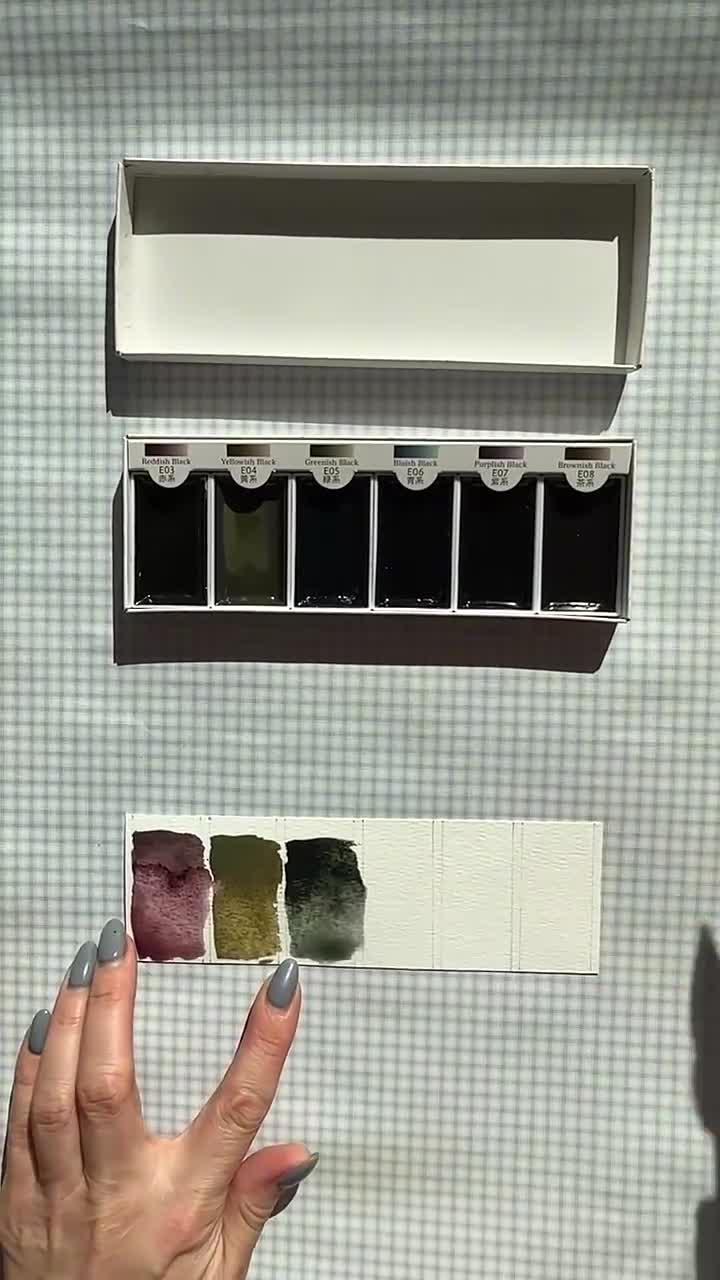 Reddish Black
E03
赤系
Yellowish Black
E04
黄系
Greenish Black
E05
緑系
Bluish Black
E06
青系
Purplish Black
E07
紫系
Brownish Black
E08
茶系